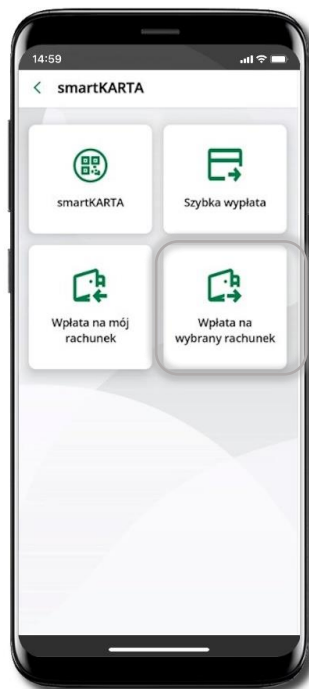 14:59
smartKARTA
smartKARTA
Szybka wypłata
Wpłata na mój
rachunek
Wpłata na
wybrany rachunek